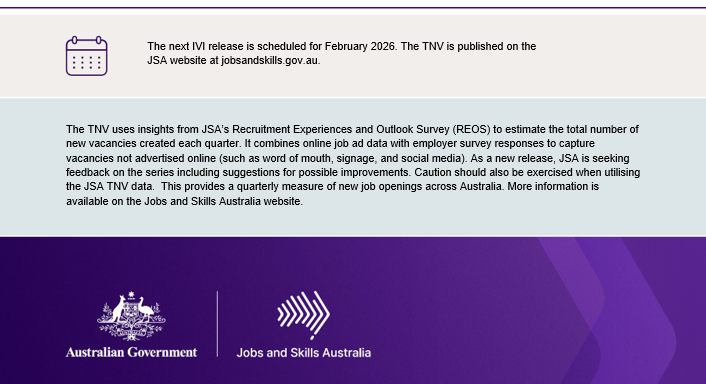 The next IVI release is scheduled for February 2026. The TNV is published on the
JSA website at jobsandskills.gov.au.
The TNV uses insights from JSA's Recruitment Experiences and Outlook Survey (REOS) to estimate the total number of
new vacancies created each quarter. It combines online job ad data with employer survey responses to capture
vacancies not advertised online (such as word of mouth, signage, and social media). As a new release, JSA is seeking
feedback on the series including suggestions for possible improvements. Caution should also be exercised when utilising
the JSA TNV data.  This provides a quarterly measure of new job openings across Australia. More information is
available on the Jobs and Skills Australia website.
Australian Government
Jobs and Skills Australia